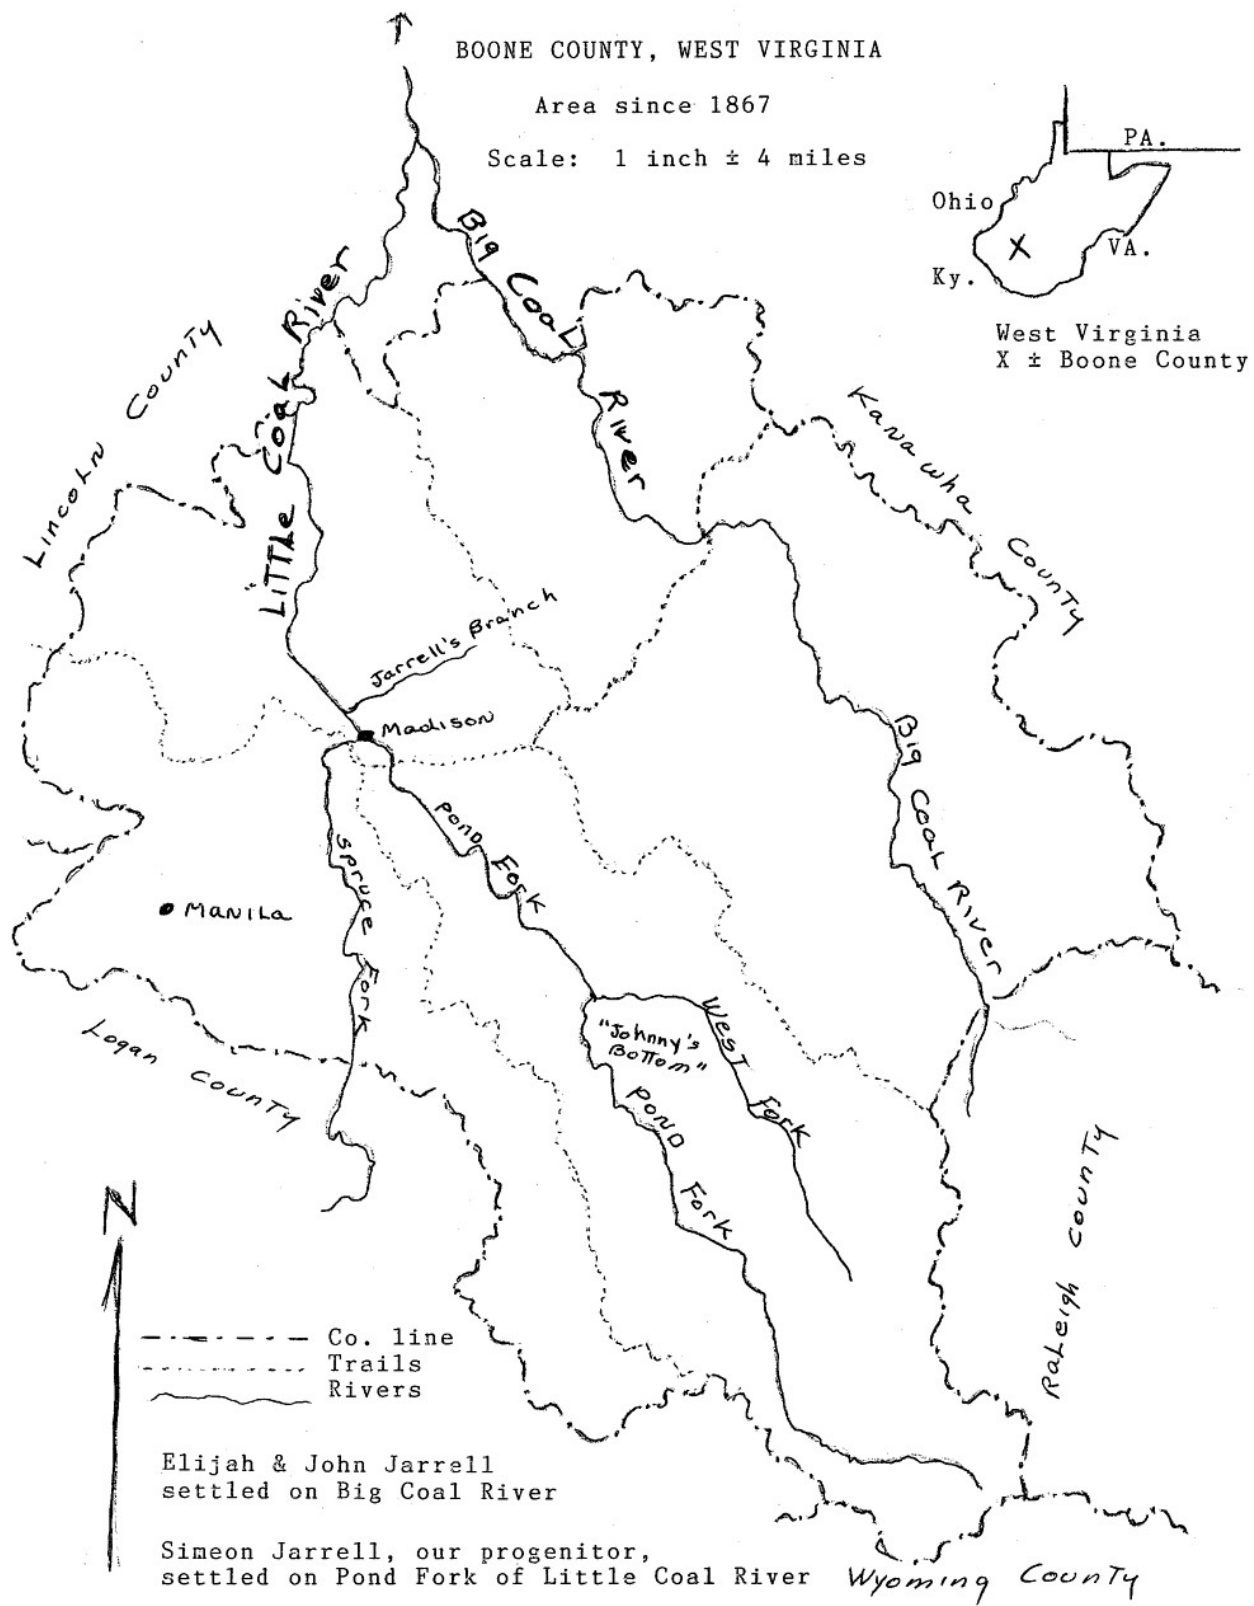 BOONE COUNTY, WEST VIRGINIA
Area since 1867
Scale: 1 inch ± 4 miles
PA.
Ohio
VA.
Ky.
West Virginia
X ± Boone County
Big Coal River
Little Coal River
Lincoln County
Kanawha County
Jarrell's Branch
Madison
Big Coal River
Pond Fork
Spruce Fork
Manila
"Johnny's
Bottom"
West Fork
Pond Fork
Logan County
Raleigh County
N
Co. line
Trails
Rivers
Elijah & John Jarrell
settled on Big Coal River
Simeon Jarrell, our progenitor,
settled on Pond Fork of Little Coal River
Wyoming County